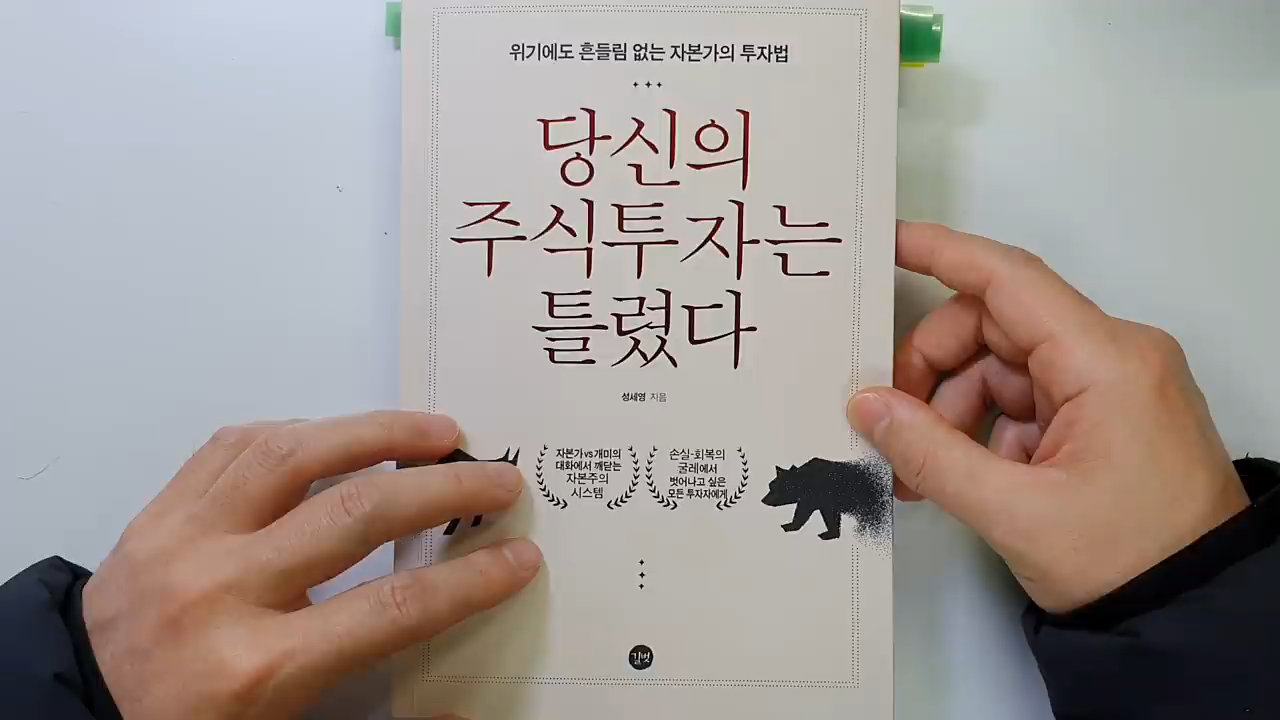 위기에도 흔들림 없는 자본가의 투자법
당신의
주식투자는
틀렸다
성세영 지음
자본가 vs 개미의
대화에서 깨닫는
자본주의
시스템
손실-회복의
굴레에서
벗어나고 싶은
모든 투자자에게
길벗